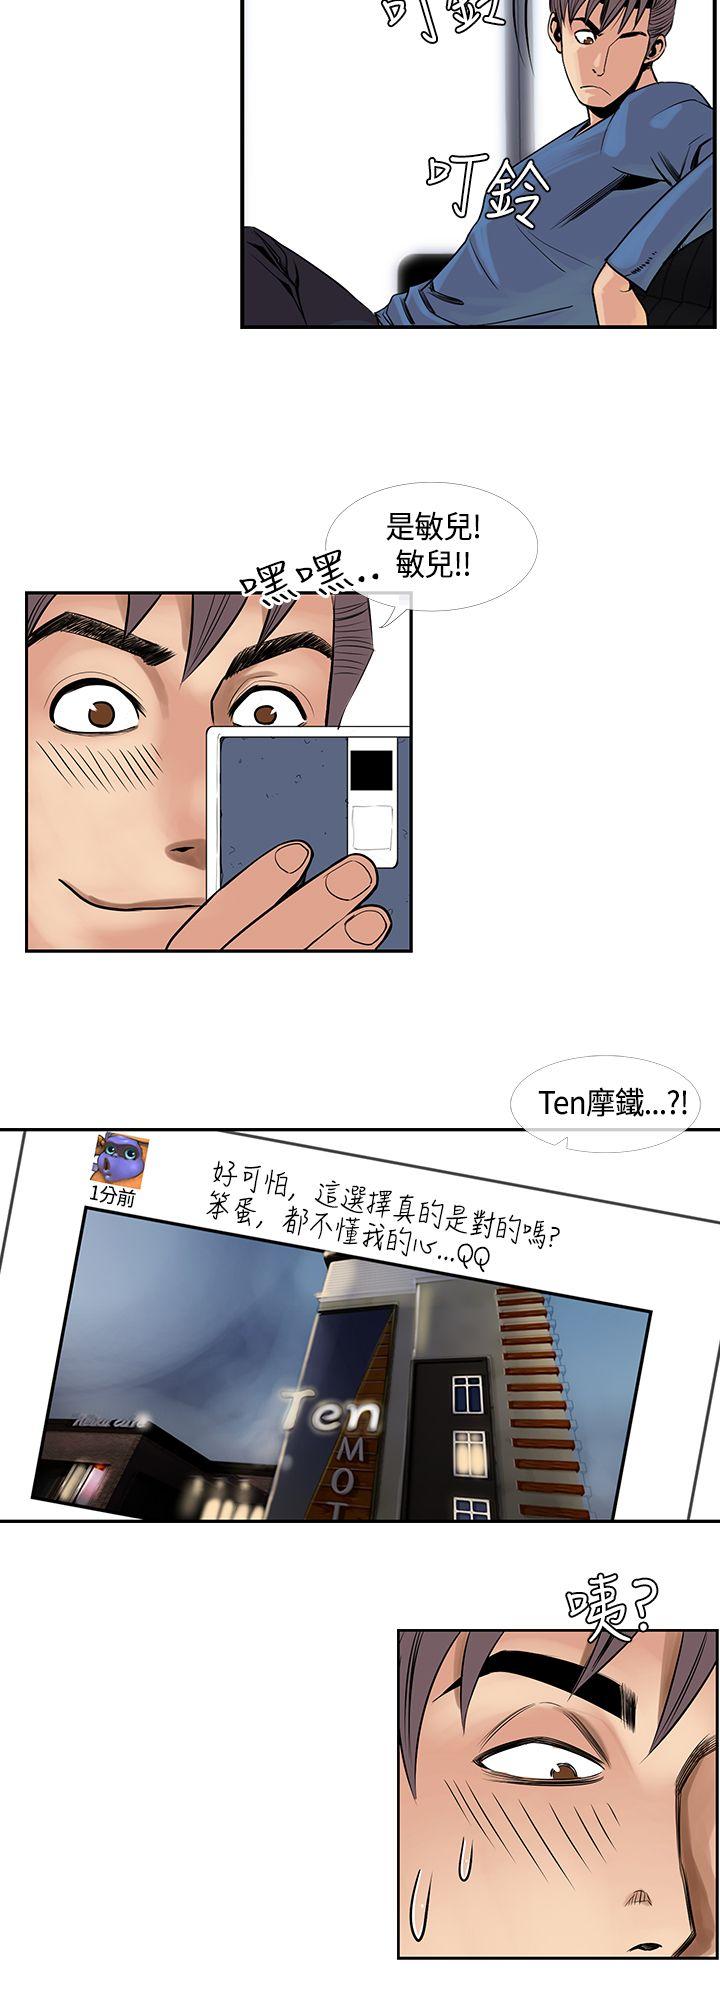 叮鈴
叮鈴
是敏兒!
敏兒!!
嘿嘿..
Ten摩鐵...?!
1分前
好可怕, 這選擇真的是對的嗎?
笨蛋, 都不懂我的心...QQ
Ten
MOT
咦?